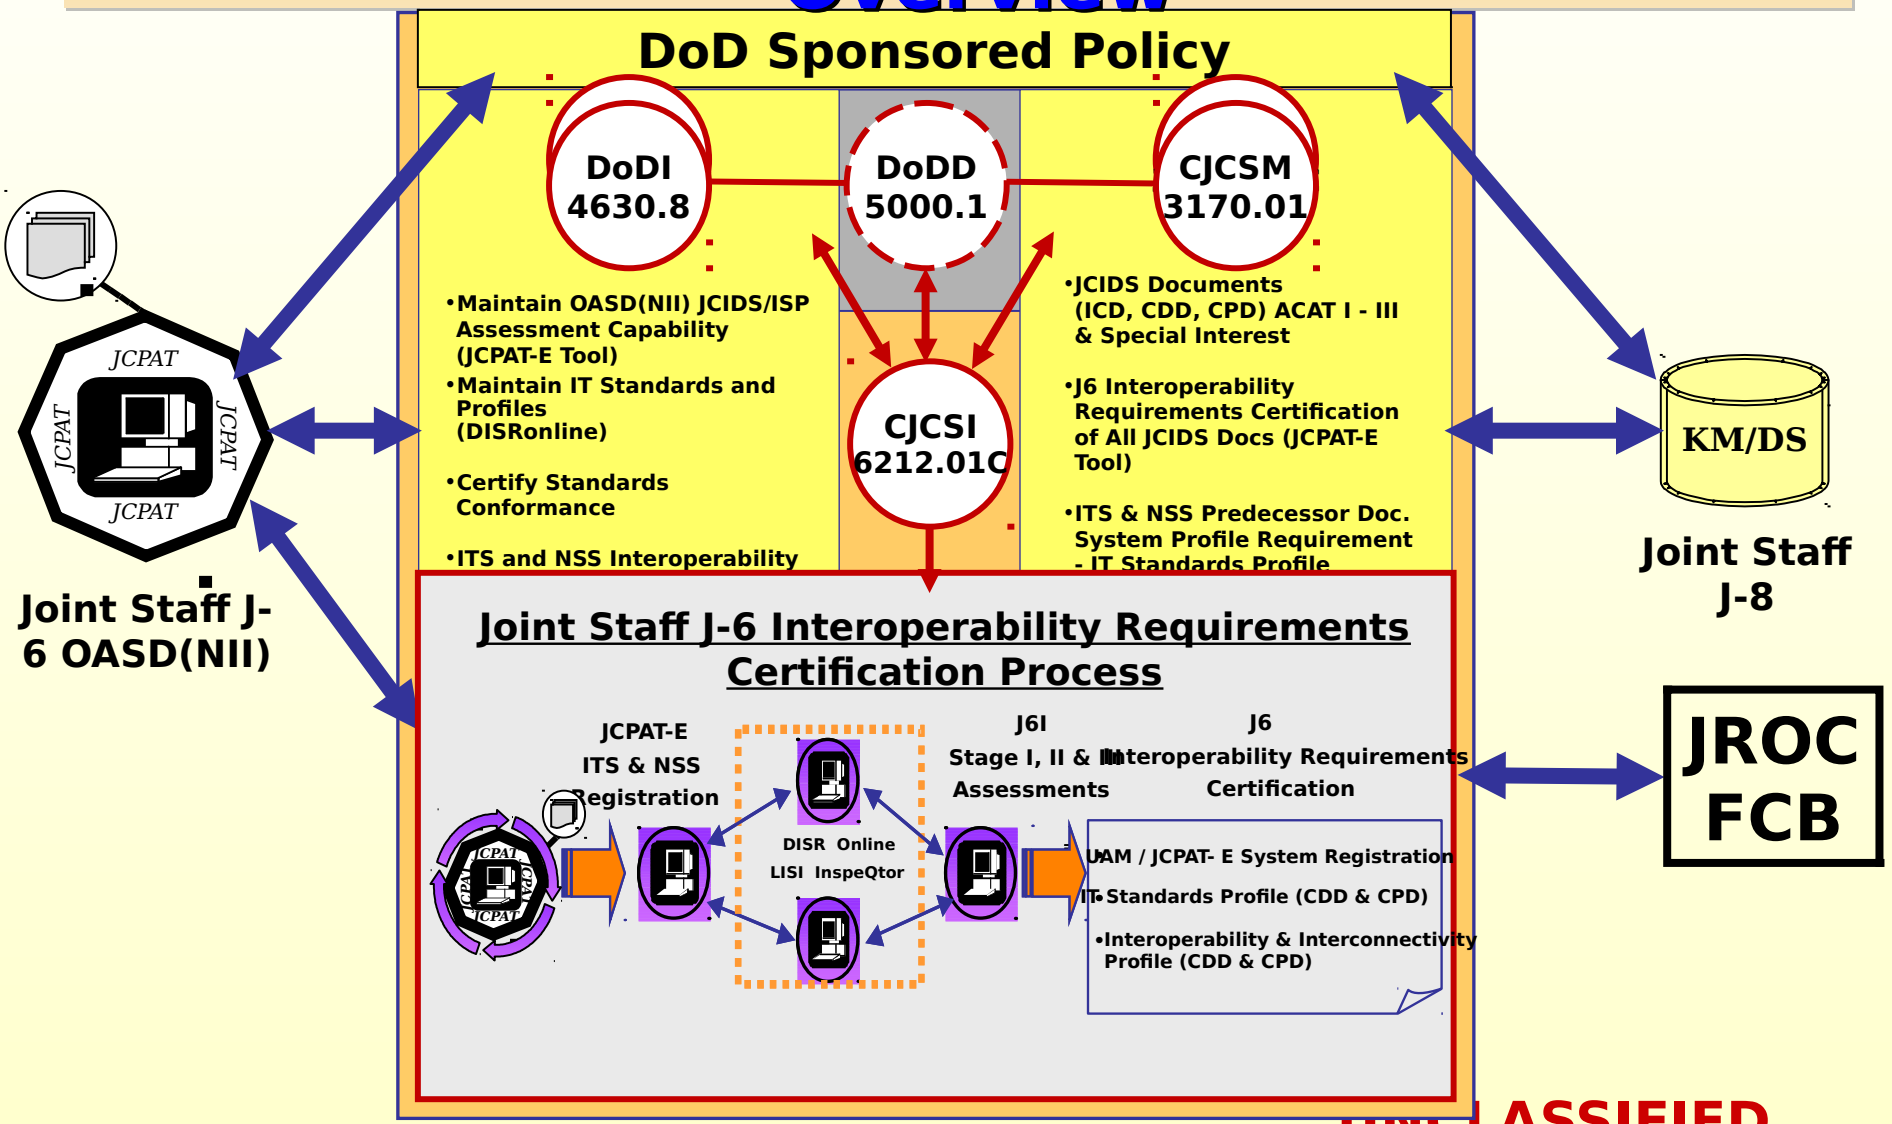 Overview
DoD Sponsored Policy
DoDI
4630.8
DoDD
5000.1
CJCSM
3170.01
•Maintain OASD(NII) JCIDS/ISP
Assessment Capability
(JCPAT-E Tool)
•Maintain IT Standards and
Profiles
(DISRonline)
•Certify Standards
Conformance
•ITS and NSS Interoperability
CJCSI
6212.01C
•JCIDS Documents
(ICD, CDD, CPD) ACAT I - III
& Special Interest
•J6 Interoperability
Requirements Certification
of All JCIDS Docs (JCPAT-E
Tool)
•ITS & NSS Predecessor Doc.
System Profile Requirement
- IT Standards Profile
JCPAT
JCPAT
JCPAT
JCPAT
Joint Staff J-
6 OASD(NII)
KM/DS
Joint Staff
J-8
JROC
FCB
Joint Staff J-6 Interoperability Requirements
Certification Process
JCPAT-E
ITS & NSS
Registration
J6I
Stage I, II & III
Assessments
J6
Interoperability Requirements
Certification
JCPAT
JCPAT
JCPAT
JCPAT
DISR Online
LISI InspeQtor
•UAM / JCPAT- E System Registration
•IT Standards Profile (CDD & CPD)
•Interoperability & Interconnectivity
Profile (CDD & CPD)
UNCLASSIFIED